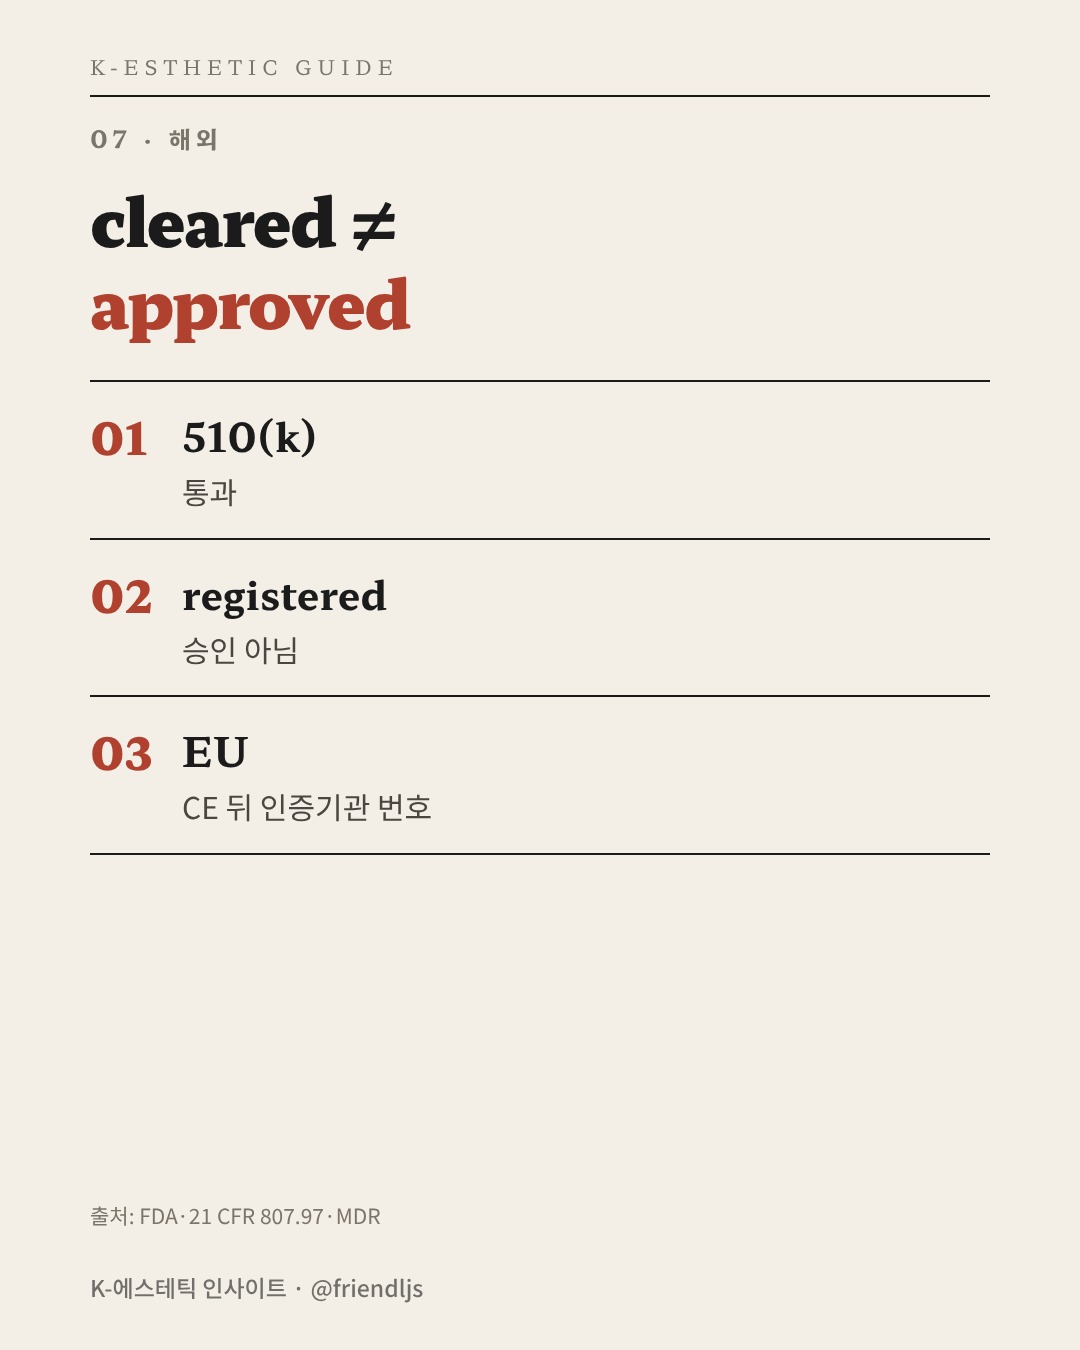 K-ESTHETIC GUIDE
07 · 해외
cleared ≠
approved
01 510(k)
통과
02 registered
승인 아님
03 EU
CE 뒤 인증기관 번호
출처: FDA·21 CFR 807.97·MDR
K-에스테틱 인사이트 · @friendljs